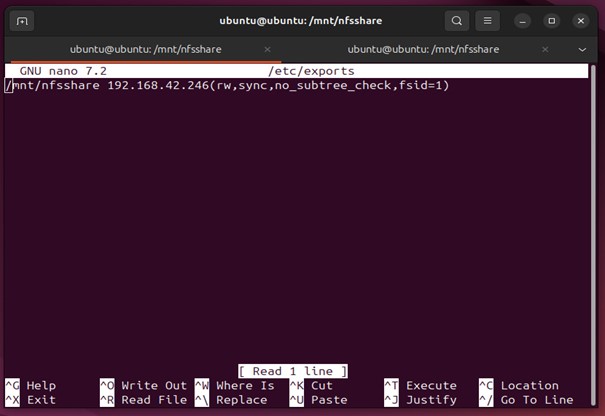 ubuntu@ubuntu: /mnt/nfsshare
ubuntu@ubuntu: /mnt/nfsshare × ubuntu@ubuntu: /mnt/nfsshare ×
GNU nano 7.2 /etc/exports
/mnt/nfsshare 192.168.42.246(rw,sync,no_subtree_check,fsid=1)
[ Read 1 line ]
^G Help ^O Write Out ^W Where Is ^K Cut ^T Execute ^C Location
^X Exit ^R Read File ^\ Replace ^U Paste ^J Justify ^/ Go To Line